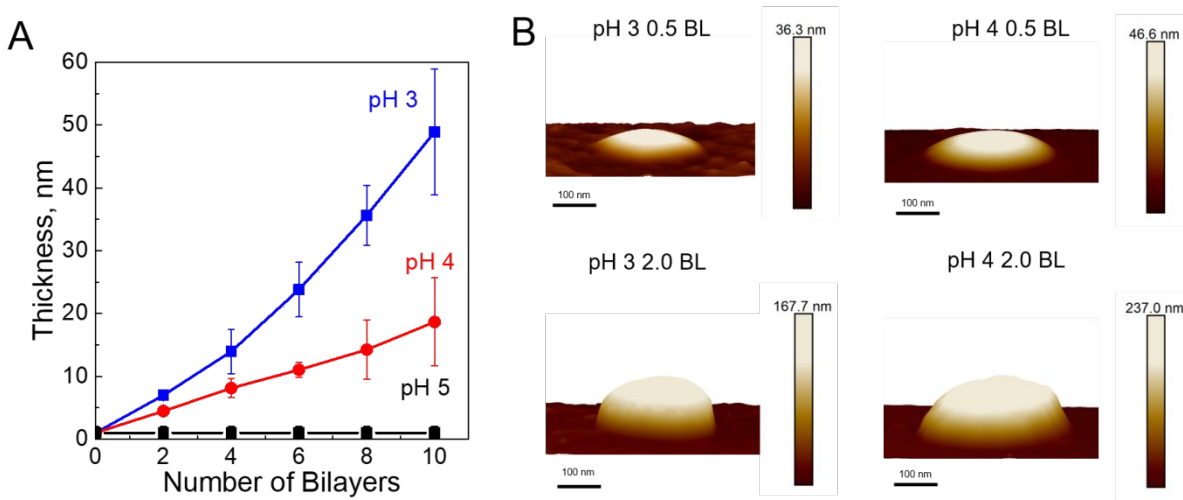 A
Thickness, nm
60
50
40
30
20
10
0
pH 3
pH 4
pH 5
0 2 4 6 8 10
Number of Bilayers
B
pH 3 0.5 BL
36.3 nm
100 nm
pH 4 0.5 BL
46.6 nm
100 nm
pH 3 2.0 BL
167.7 nm
100 nm
pH 4 2.0 BL
237.0 nm
100 nm